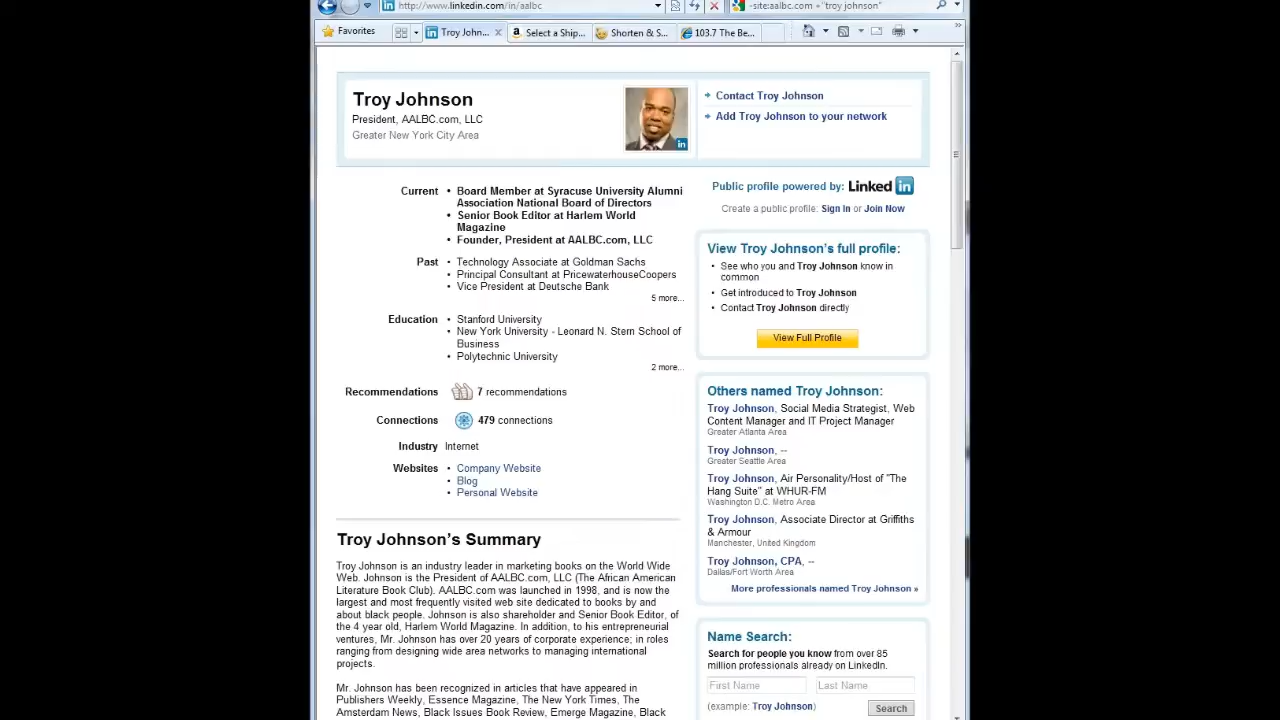 http://www.linkedin.com/in/aalbc
-site:aalbc.com +"troy johnson"
Favorites
Troy John...
Select a Ship...
Shorten & S...
103.7 The Be...
Troy Johnson
President, AALBC.com, LLC
Greater New York City Area
in
Contact Troy Johnson
Add Troy Johnson to your network
Current
• Board Member at Syracuse University Alumni
Association National Board of Directors
• Senior Book Editor at Harlem World
Magazine
• Founder, President at AALBC.com, LLC
Past
• Technology Associate at Goldman Sachs
• Principal Consultant at PricewaterhouseCoopers
• Vice President at Deutsche Bank
5 more...
Education
• Stanford University
• New York University - Leonard N. Stern School of
Business
• Polytechnic University
2 more...
Recommendations 7 recommendations
Connections 479 connections
Industry Internet
Websites
• Company Website
• Blog
• Personal Website
Troy Johnson's Summary
Troy Johnson is an industry leader in marketing books on the World Wide
Web. Johnson is the President of AALBC.com, LLC (The African American
Literature Book Club). AALBC.com was launched in 1998, and is now the
largest and most frequently visited web site dedicated to books by and
about black people. Johnson is also shareholder and Senior Book Editor, of
the 4 year old, Harlem World Magazine. In addition, to his entrepreneurial
ventures, Mr. Johnson has over 20 years of corporate experience; in roles
ranging from designing wide area networks to managing international
projects.
Mr. Johnson has been recognized in articles that have appeared in
Publishers Weekly, Essence Magazine, The New York Times, The
Amsterdam News, Black Issues Book Review, Emerge Magazine, Black
Public profile powered by: Linked in
Create a public profile: Sign In or Join Now
View Troy Johnson's full profile:
• See who you and Troy Johnson know in
common
• Get introduced to Troy Johnson
• Contact Troy Johnson directly
View Full Profile
Others named Troy Johnson:
Troy Johnson, Social Media Strategist, Web
Content Manager and IT Project Manager
Greater Atlanta Area
Troy Johnson, --
Greater Seattle Area
Troy Johnson, Air Personality/Host of "The
Hang Suite" at WHUR-FM
Washington D.C. Metro Area
Troy Johnson, Associate Director at Griffiths
& Armour
Manchester, United Kingdom
Troy Johnson, CPA, --
Dallas/Fort Worth Area
More professionals named Troy Johnson »
Name Search:
Search for people you know from over 85
million professionals already on LinkedIn.
First Name
Last Name
(example: Troy Johnson)
Search